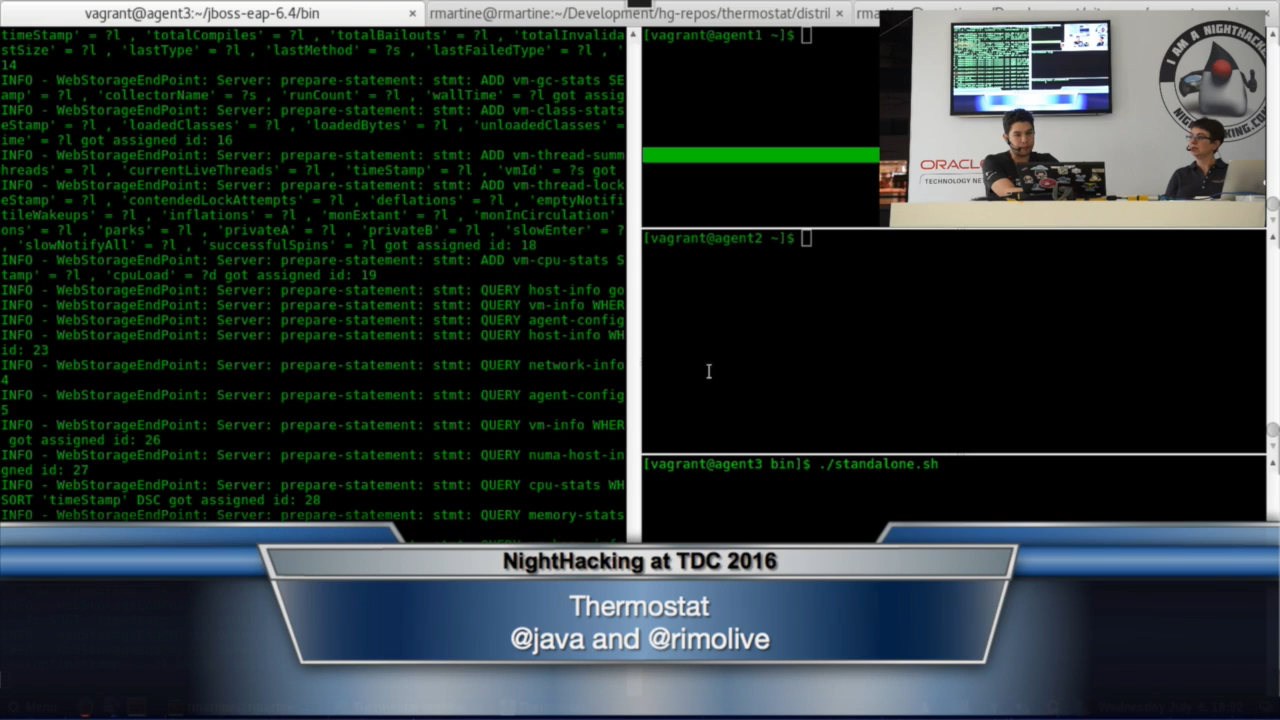 vagrant@agent3:~/jboss-eap-6.4/bin
rmartine@rmartine:~/Development/hg-repos/thermostat/distril
timeStamp' = ?l , 'totalCompiles' = ?l , 'totalBailouts' = ?l , 'totalInvalida
stSize' = ?l , 'lastType' = ?l , 'lastMethod' = ?l , 'lastFailedType' = ?l , '
14
INFO - WebStorageEndPoint: Server: prepare-statement: stmt: ADD vm-gc-stats SE
amp' = ?l , 'collectorName' = ?s , 'runCount' = ?l , 'wallTime' = ?l got assig
INFO - WebStorageEndPoint: Server: prepare-statement: stmt: ADD vm-class-stats
eStamp' = ?l , 'loadedClasses' = ?l , 'loadedBytes' = ?l , 'unloadedClasses' =
ime' = ?l got assigned id: 16
INFO - WebStorageEndPoint: Server: prepare-statement: stmt: ADD vm-thread-summ
hreads' = ?l , 'currentLiveThreads' = ?l , 'timeStamp' = ?l , 'vmId' = ?s got
INFO - WebStorageEndPoint: Server: prepare-statement: stmt: ADD vm-thread-lock
eStamp' = ?l , 'contendedLockAttempts' = ?l , 'deflations' = ?l , 'emptyNotifi
tileWakeups' = ?l , 'inflations' = ?l , 'monExtant' = ?l , 'monInCirculation'
ons' = ?l , 'parks' = ?l , 'privateA' = ?l , 'privateB' = ?l , 'slowEnter' = ?
, 'slowNotifyAll' = ?l , 'successfulSpins' = ?l got assigned id: 18
INFO - WebStorageEndPoint: Server: prepare-statement: stmt: ADD vm-cpu-stats S
tamp' = ?l , 'cpuLoad' = ?d got assigned id: 19
INFO - WebStorageEndPoint: Server: prepare-statement: stmt: QUERY host-info go
INFO - WebStorageEndPoint: Server: prepare-statement: stmt: QUERY vm-info WHER
INFO - WebStorageEndPoint: Server: prepare-statement: stmt: QUERY agent-config
INFO - WebStorageEndPoint: Server: prepare-statement: stmt: QUERY host-info WH
id: 23
INFO - WebStorageEndPoint: Server: prepare-statement: stmt: QUERY network-info
4
INFO - WebStorageEndPoint: Server: prepare-statement: stmt: QUERY agent-config
5
INFO - WebStorageEndPoint: Server: prepare-statement: stmt: QUERY vm-info WHER
got assigned id: 26
INFO - WebStorageEndPoint: Server: prepare-statement: stmt: QUERY numa-host-in
gned id: 27
INFO - WebStorageEndPoint: Server: prepare-statement: stmt: QUERY cpu-stats WH
SORT 'timeStamp' DSC got assigned id: 28
INFO - WebStorageEndPoint: Server: prepare-statement: stmt: QUERY memory-stats
[vagrant@agent1 ~]$
[vagrant@agent2 ~]$
[vagrant@agent3 bin]$ ./standalone.sh
I AM A NIGHTHACKER
NIGHTHACKING.COM
ORACLE
TECHNOLOGY NE
NightHacking at TDC 2016
Thermostat
@java and @rimolive